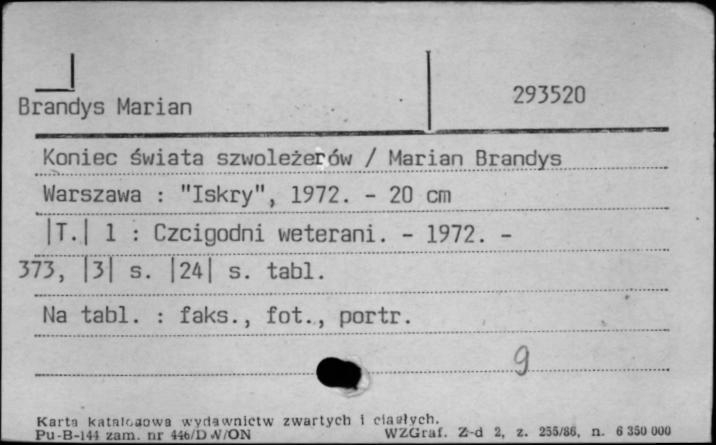 Brandys Marian 293520
Koniec świata szwoleżerów / Marian Brandys
Warszawa : "Iskry", 1972. - 20 cm
|T.| 1 : Czcigodni weterani. - 1972. -
373, |3| s. |24| s. tabl.
Na tabl. : faks., fot., portr.
9
Karta katalogowa wydawnictw zwartych i ciągłych.
Pu-B-144 zam. nr 446/DW/ON WZGraf. Z-d 2, z. 255/86, n. 6 350 000